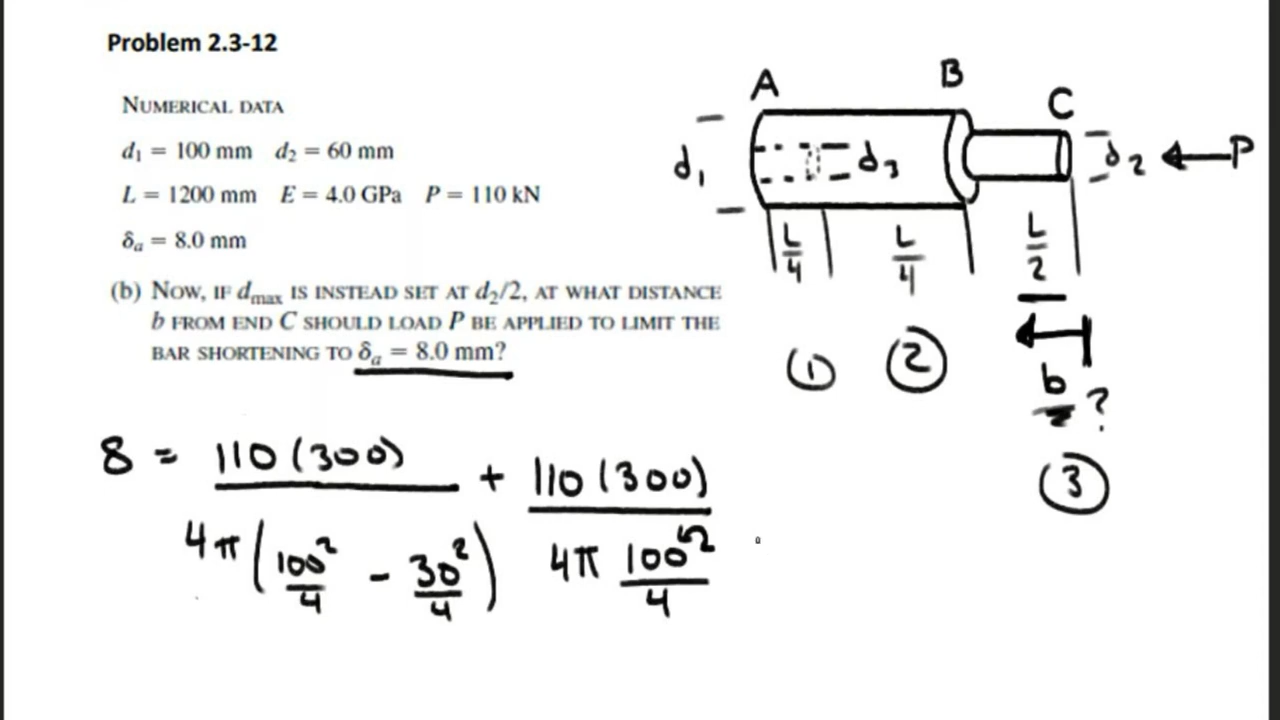 Problem 2.3-12
NUMERICAL DATA
d₁ = 100 mm d₂ = 60 mm
L = 1200 mm E = 4.0 GPa P = 110 kN
δₐ = 8.0 mm
(b) NOW, IF dₘₐₓ IS INSTEAD SET AT d₂/2, AT WHAT DISTANCE
b FROM END C SHOULD LOAD P BE APPLIED TO LIMIT THE
BAR SHORTENING TO δₐ = 8.0 mm?
A B C
d₁ d₃ d₂ P
L/4 L/4 L/2
1 2
b ?
3
8 = 110(300) / 4π(100²/4 - 30²/4) + 110(300) / 4π 100²/4